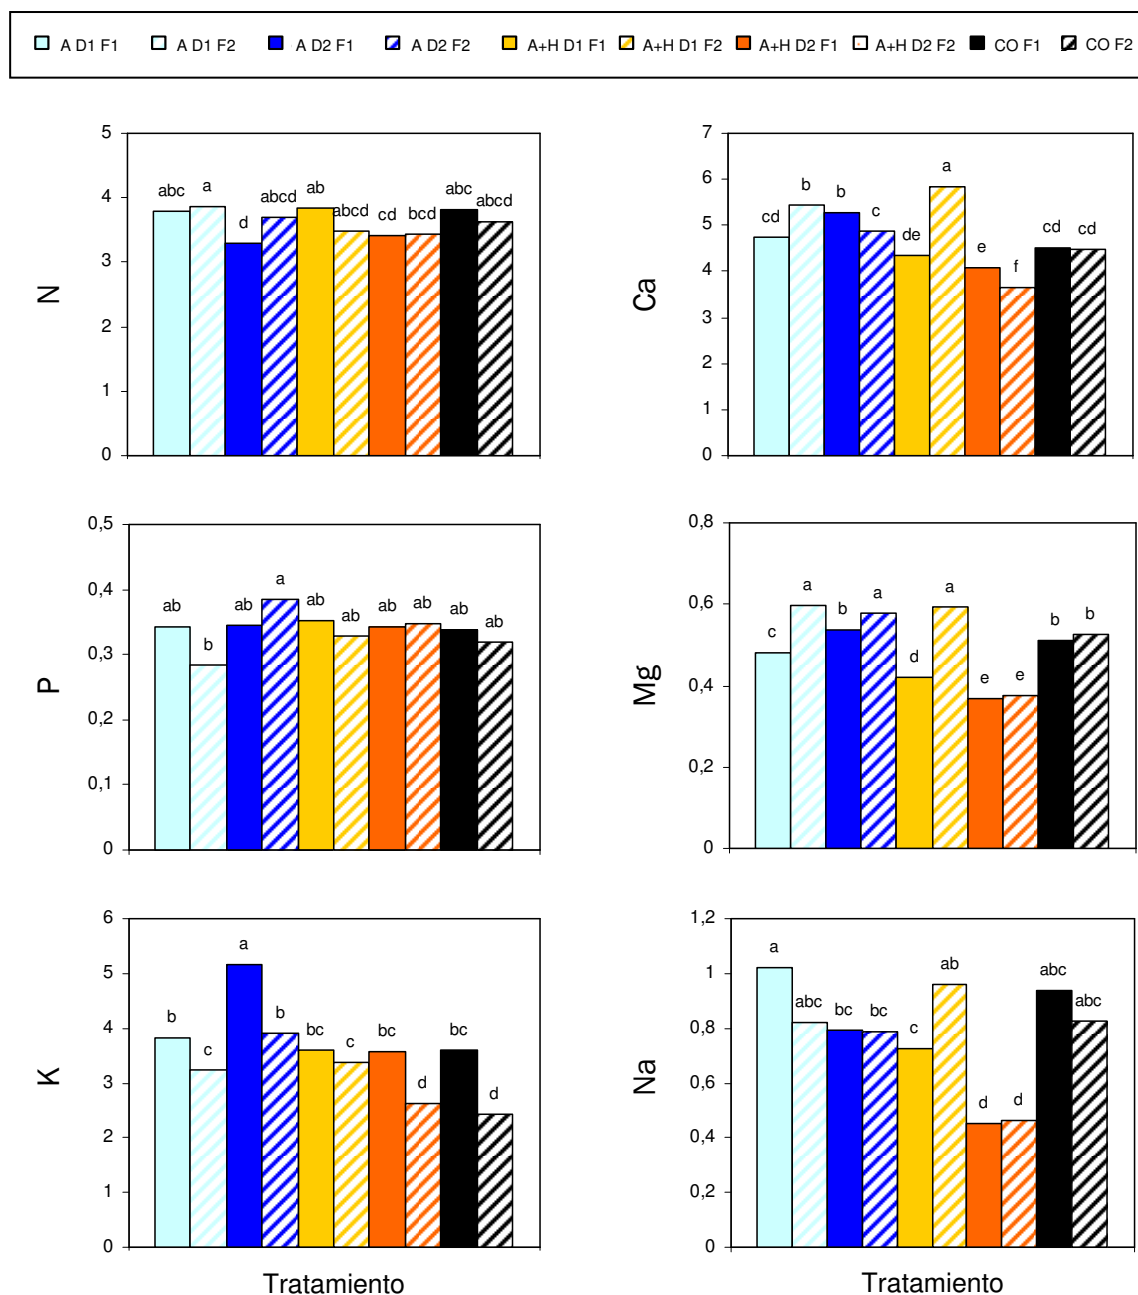 A D1 F1 A D1 F2 A D2 F1 A D2 F2 A+H D1 F1 A+H D1 F2 A+H D2 F1 A+H D2 F2 CO F1 CO F2
N
5
4
3
2
1
0
abc a d abcd ab abcd cd bcd abc abcd
Ca
7
6
5
4
3
2
1
0
cd b b c de a e f cd cd
P
0,5
0,4
0,3
0,2
0,1
0
ab b ab a ab ab ab ab ab ab
Mg
0,8
0,6
0,4
0,2
0
c a b a d a e e b b
K
6
5
4
3
2
1
0
b c a b bc c bc d bc d
Tratamiento
Na
1,2
1
0,8
0,6
0,4
0,2
0
a abc bc bc c ab d d abc abc
Tratamiento